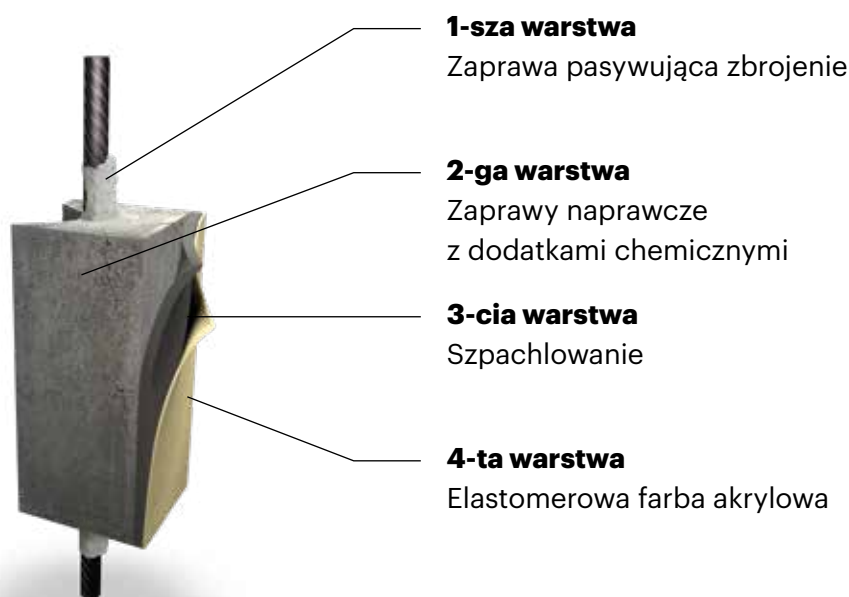 1-sza warstwa
Zaprawa pasywująca zbrojenie
2-ga warstwa
Zaprawy naprawcze
z dodatkami chemicznymi
3-cia warstwa
Szpachlowanie
4-ta warstwa
Elastomerowa farba akrylowa